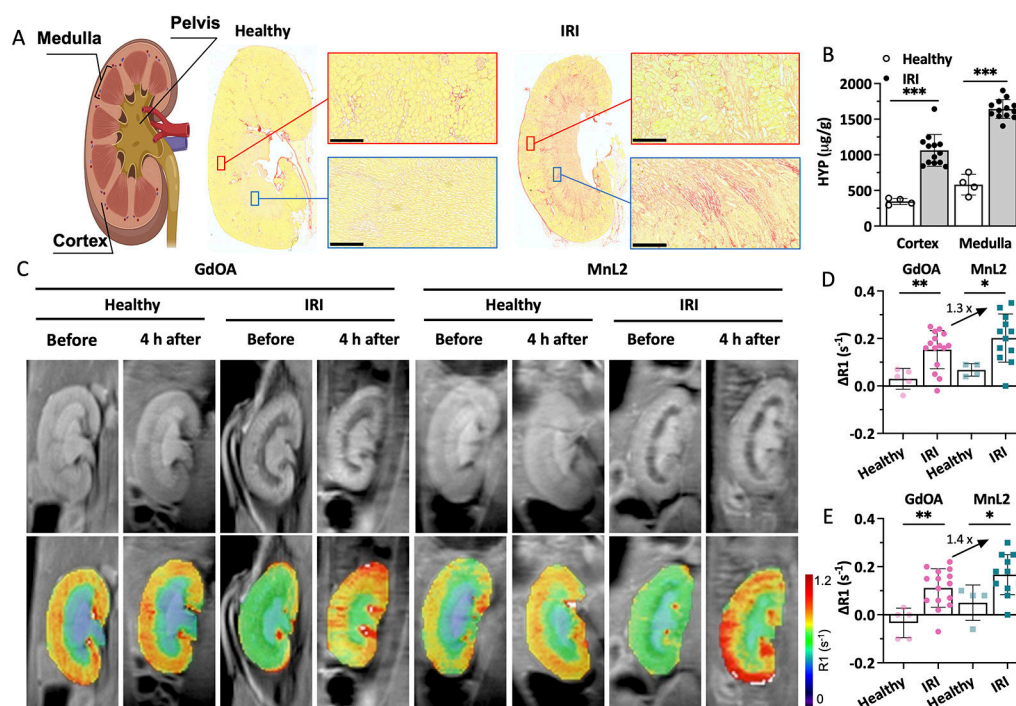 A
Medulla
Pelvis
Cortex
Healthy
IRI
B
Healthy
IRI
***
***
HYP (µg/g)
2000
1750
1500
1000
500
0
Cortex Medulla
C
GdOA MnL2
Healthy IRI Healthy IRI
Before 4 h after Before 4 h after Before 4 h after Before 4 h after
1.2
R1 (s⁻¹)
0
D
GdOA MnL2
** *
1.3 x
ΔR1 (s⁻¹)
0.4
0.2
0.0
-0.2
Healthy IRI Healthy IRI
E
GdOA MnL2
** *
1.4 x
ΔR1 (s⁻¹)
0.4
0.2
0.0
-0.2
Healthy IRI Healthy IRI